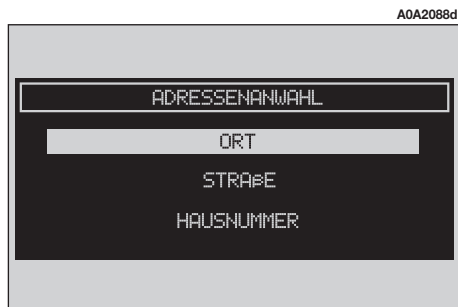 A0A2088d
ADRESSENANWAHL
ORT
STRAßE
HAUSNUMMER